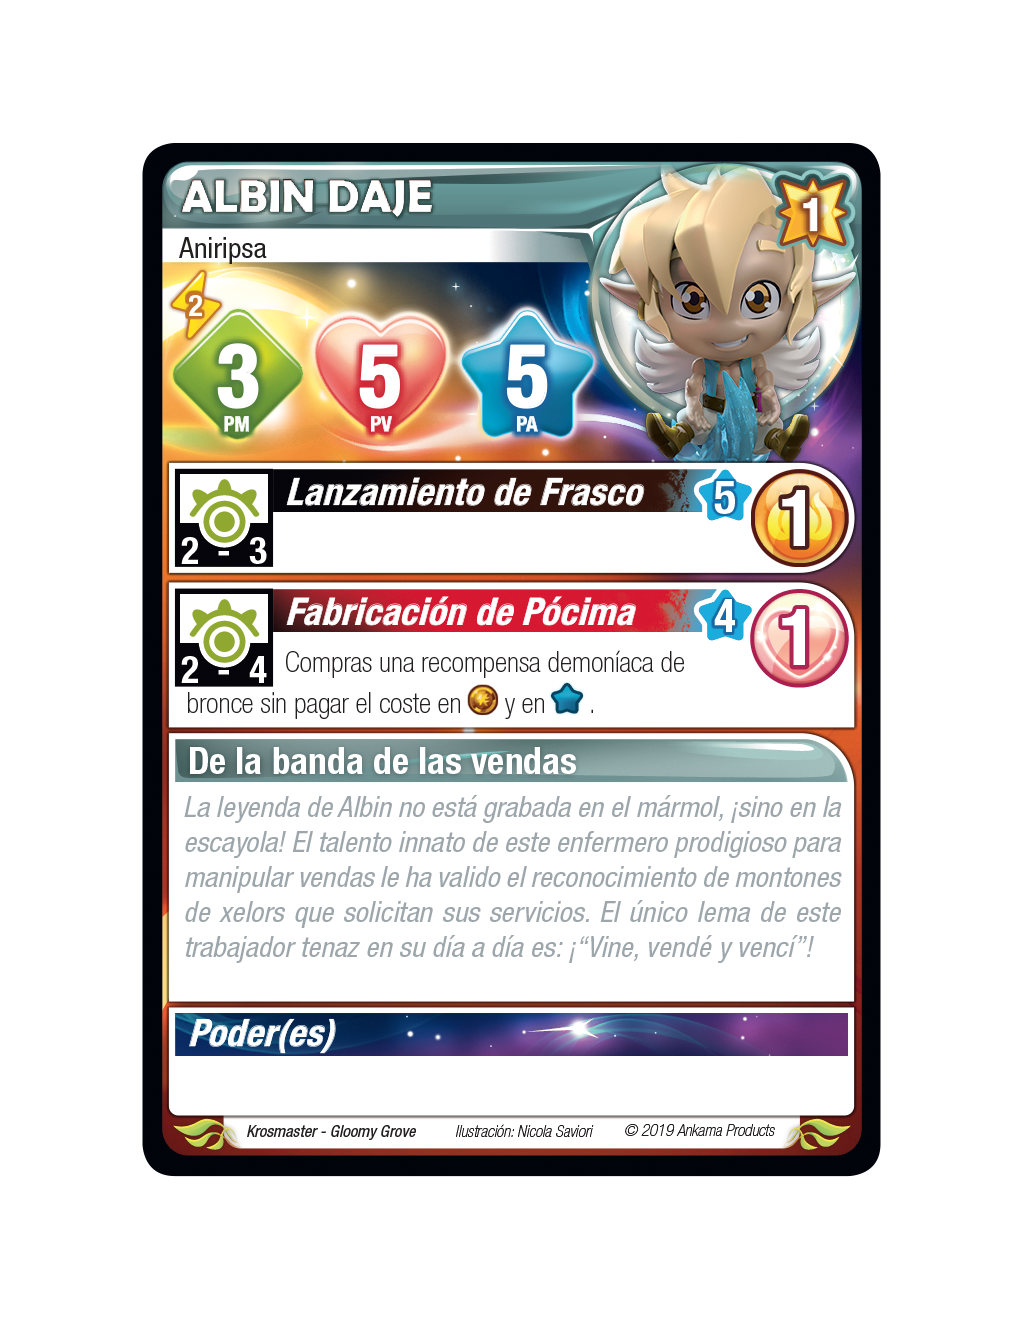 ALBIN DAJE
1
Aniripsa
2
3
PM
5
PV
5
PA
Lanzamiento de Frasco
5
1
2 - 3
Fabricación de Pócima
4
1
2 - 4
Compras una recompensa demoníaca de
bronce sin pagar el coste en y en .
De la banda de las vendas
La leyenda de Albin no está grabada en el mármol, ¡sino en la
escayola! El talento innato de este enfermero prodigioso para
manipular vendas le ha valido el reconocimiento de montones
de xelors que solicitan sus servicios. El único lema de este
trabajador tenaz en su día a día es: ¡“Vine, vendé y vencí”!
Poder(es)
Krosmaster - Gloomy Grove Ilustración: Nicola Saviori © 2019 Ankama Products